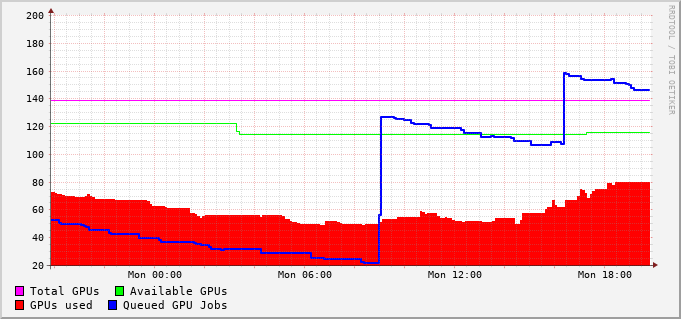 200
180
160
140
120
100
80
60
40
20
Mon 00:00 Mon 06:00 Mon 12:00 Mon 18:00
Total GPUs Available GPUs
GPUs used Queued GPU Jobs
RRDTOOL / TOBI OETIKER